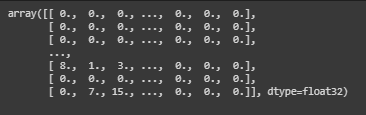 array([[ 0., 0., 0., ..., 0., 0., 0.],
[ 0., 0., 0., ..., 0., 0., 0.],
[ 0., 0., 0., ..., 0., 0., 0.],
...,
[ 8., 1., 3., ..., 0., 0., 0.],
[ 0., 0., 0., ..., 0., 0., 0.],
[ 0., 7., 15., ..., 0., 0., 0.]], dtype=float32)